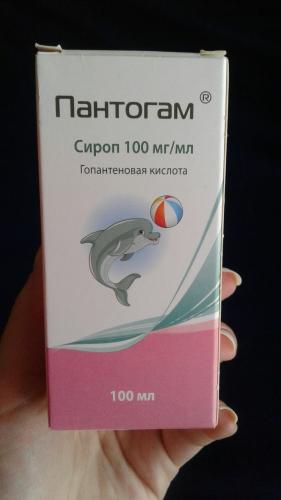 Пантогам®
Сироп 100 мг/мл
Гопантеновая кислота
100 мл